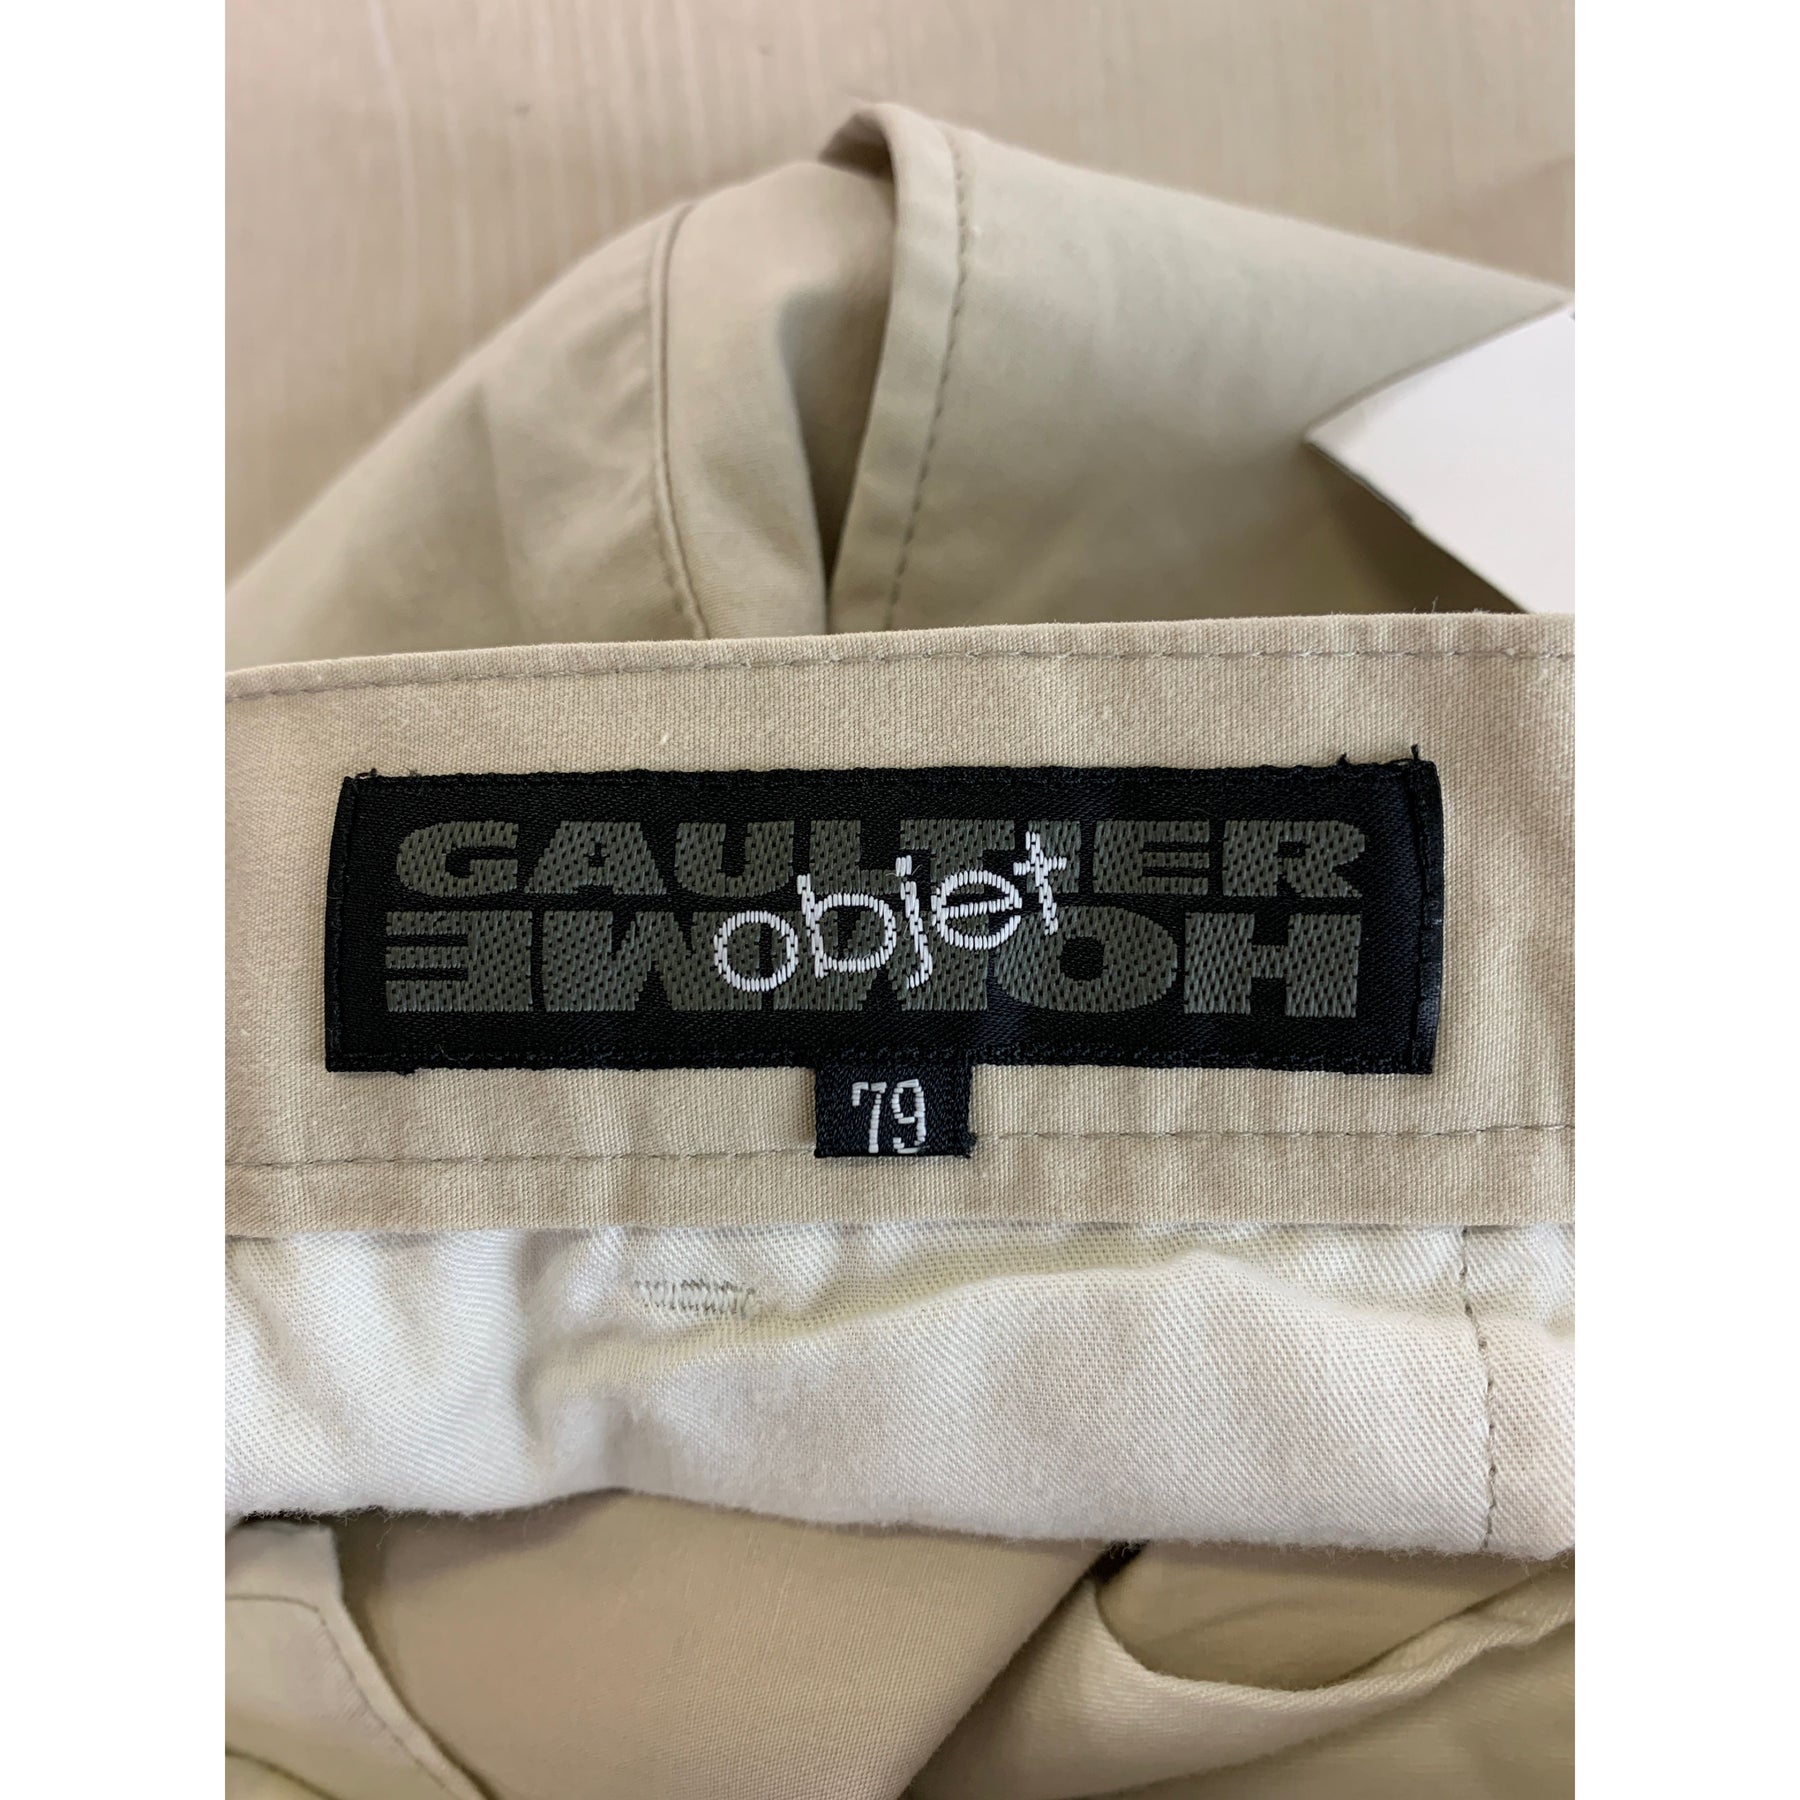 GAULTIER
HOMME
objet
79